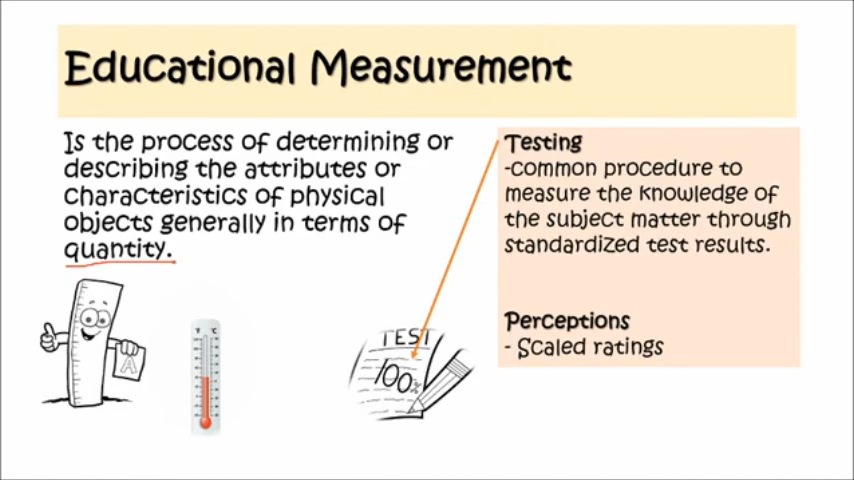 Educational Measurement
Is the process of determining or
describing the attributes or
characteristics of physical
objects generally in terms of
quantity.
Testing
-common procedure to
measure the knowledge of
the subject matter through
standardized test results.
Perceptions
- Scaled ratings
A
°F °C
TEST
100%